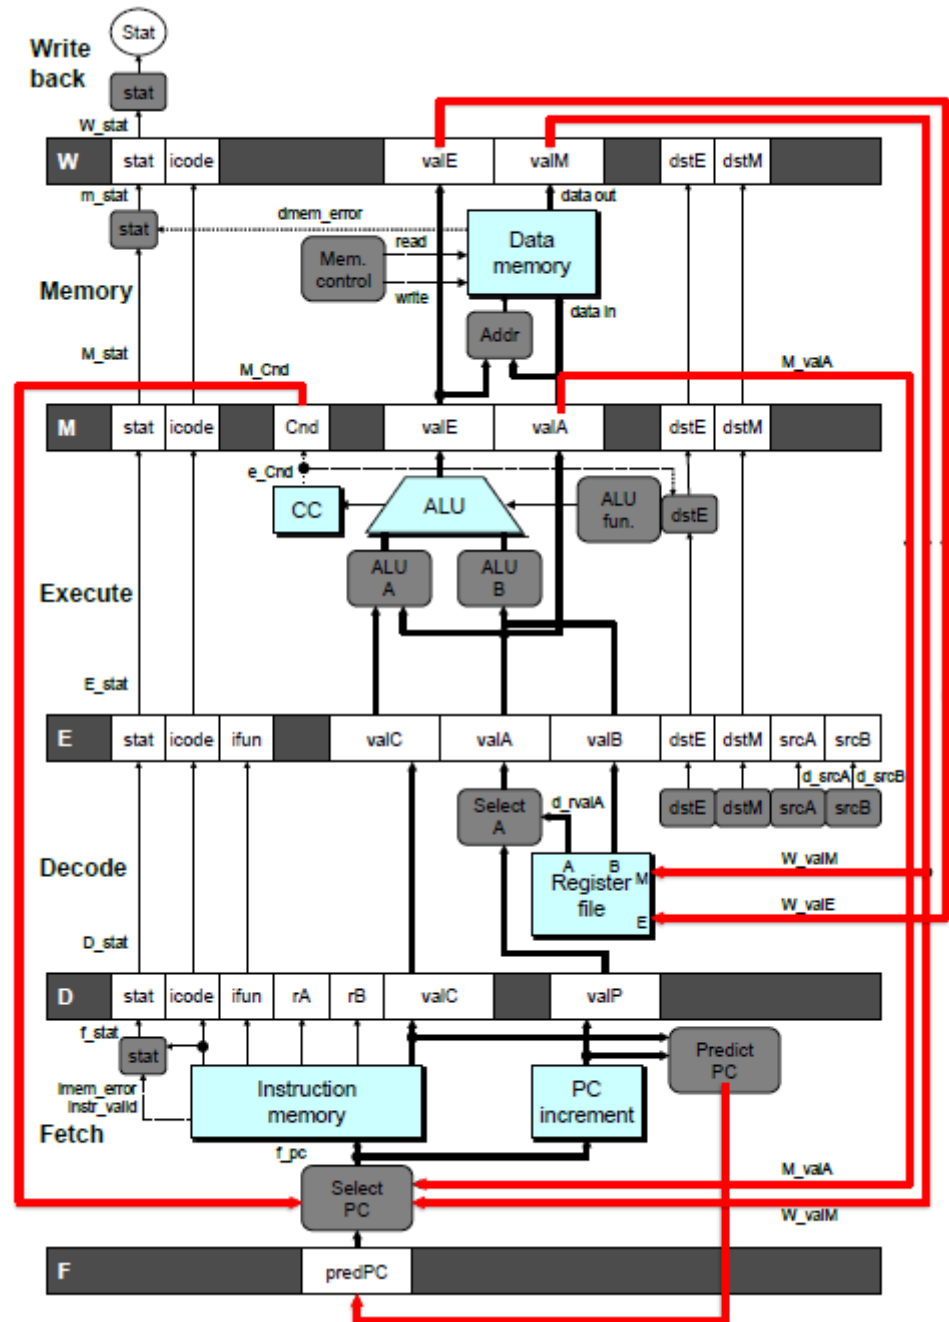 Stat
Write
back
stat
W_stat
W stat icode valE valM dstE dstM
m_stat
data out
dmem_error
stat
read
Mem.
control
Data
memory
write
Memory
data in
Addr
M_stat
M_Cnd
M_valA
M stat icode Cnd valE valA dstE dstM
e_Cnd
CC
ALU
ALU
fun.
dstE
ALU
A
ALU
B
Execute
E_stat
E stat icode ifun valC valA valB dstE dstM srcA srcB
d_srcA d_srcB
Select
A
d_rvalA
dstE dstM srcA srcB
Decode
A B
M
Register
file
E
W_valM
W_valE
D_stat
D stat icode ifun rA rB valC valP
f_stat
stat
Predict
PC
Imem_error
Instr_valid
Instruction
memory
PC
increment
Fetch
f_pc
M_valA
Select
PC
W_valM
F predPC